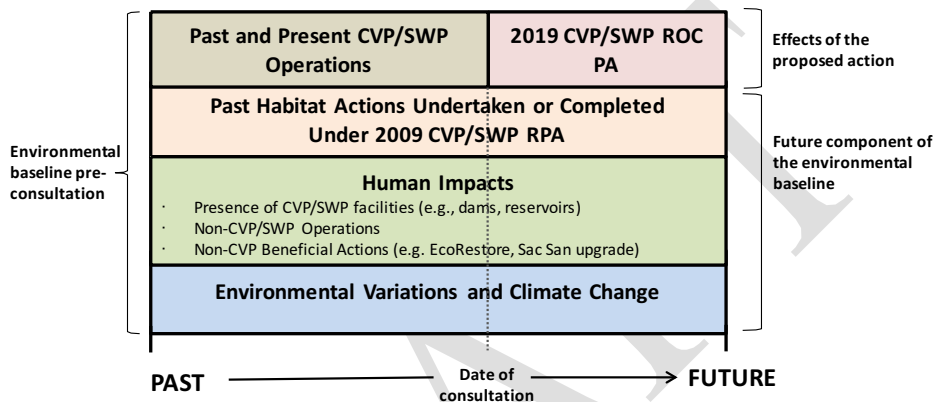 Past and Present CVP/SWP
Operations
2019 CVP/SWP ROC
PA
Effects of the
proposed action
Past Habitat Actions Undertaken or Completed
Under 2009 CVP/SWP RPA
Environmental
baseline pre-
consultation
Future component of
the environmental
baseline
Human Impacts
· Presence of CVP/SWP facilities (e.g., dams, reservoirs)
· Non-CVP/SWP Operations
· Non-CVP Beneficial Actions (e.g. EcoRestore, Sac San upgrade)
Environmental Variations and Climate Change
PAST
Date of
consultation
FUTURE